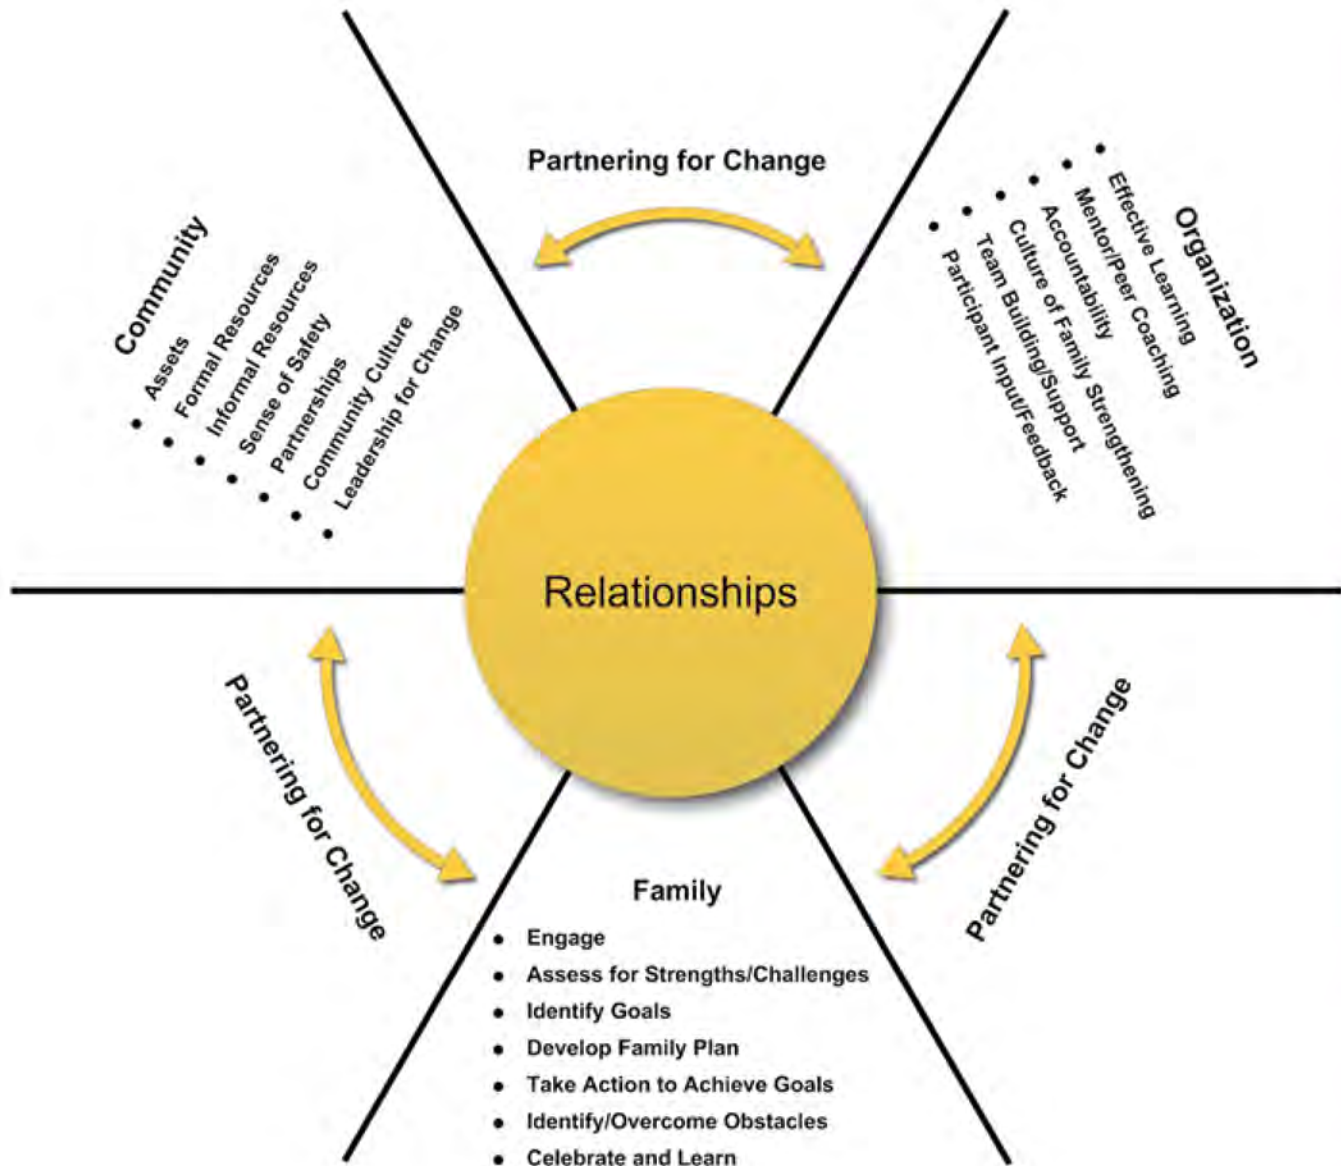 Partnering for Change
Community
Assets
Formal Resources
Informal Resources
Sense of Safety
Partnerships
Community Culture
Leadership for Change
Organization
Effective Learning
Mentor/Peer Coaching
Accountability
Culture of Family Strengthening
Team Building/Support
Participant Input/Feedback
Relationships
Partnering for Change
Partnering for Change
Family
Engage
Assess for Strengths/Challenges
Identify Goals
Develop Family Plan
Take Action to Achieve Goals
Identify/Overcome Obstacles
Celebrate and Learn